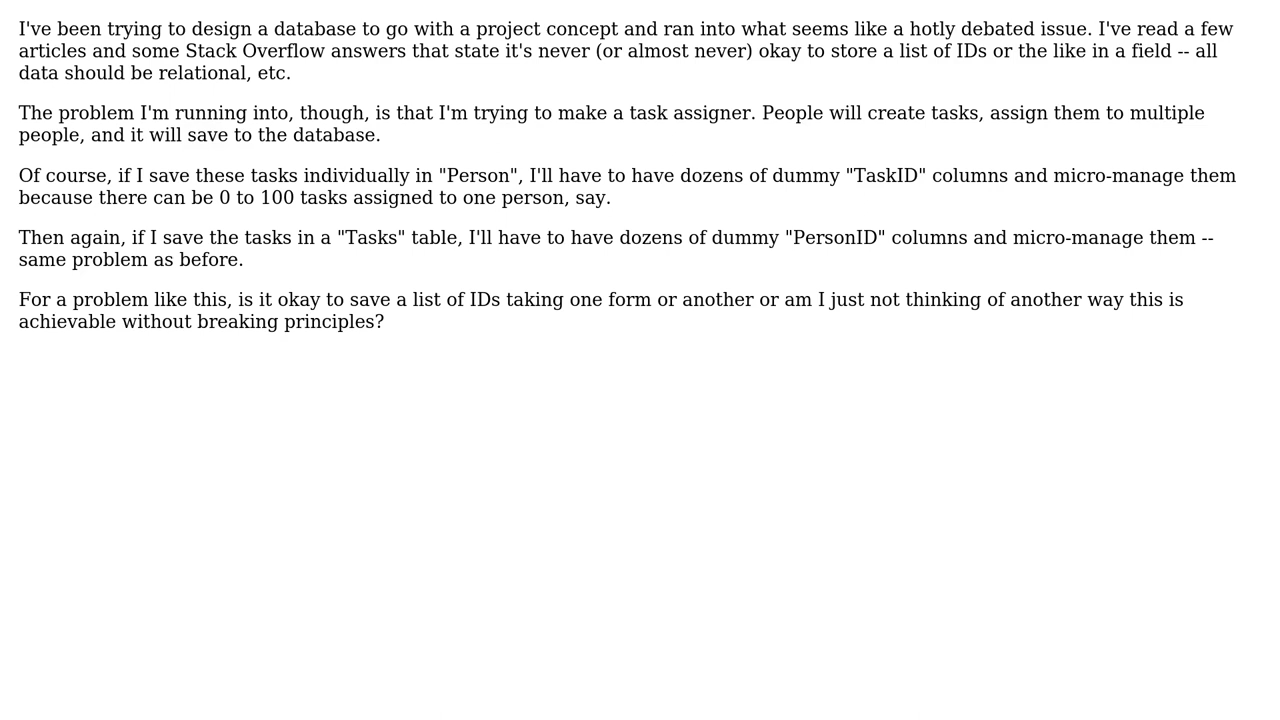 I've been trying to design a database to go with a project concept and ran into what seems like a hotly debated issue. I've read a few
articles and some Stack Overflow answers that state it's never (or almost never) okay to store a list of IDs or the like in a field -- all
data should be relational, etc.
The problem I'm running into, though, is that I'm trying to make a task assigner. People will create tasks, assign them to multiple
people, and it will save to the database.
Of course, if I save these tasks individually in "Person", I'll have to have dozens of dummy "TaskID" columns and micro-manage them
because there can be 0 to 100 tasks assigned to one person, say.
Then again, if I save the tasks in a "Tasks" table, I'll have to have dozens of dummy "PersonID" columns and micro-manage them --
same problem as before.
For a problem like this, is it okay to save a list of IDs taking one form or another or am I just not thinking of another way this is
achievable without breaking principles?